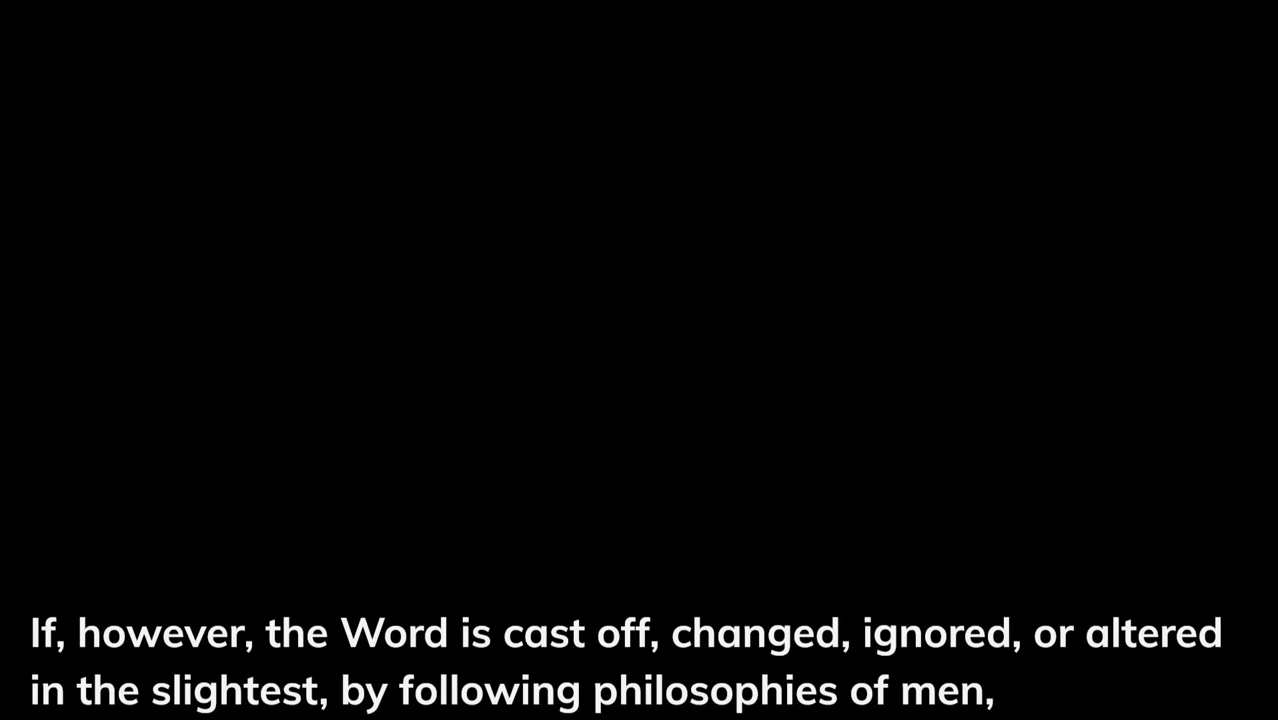 If, however, the Word is cast off, changed, ignored, or altered
in the slightest, by following philosophies of men,